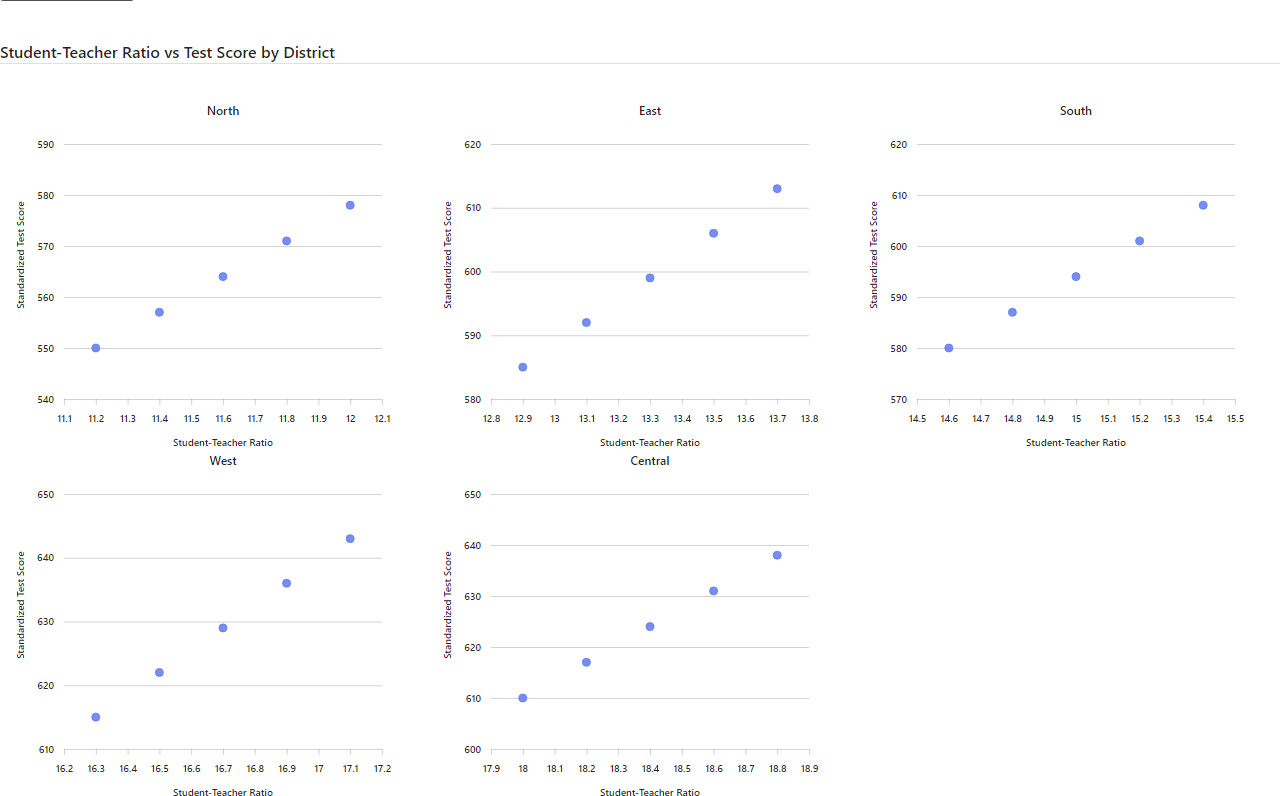 Student-Teacher Ratio vs Test Score by District
North
590
580
570
560
550
540
Standardized Test Score
11.1 11.2 11.3 11.4 11.5 11.6 11.7 11.8 11.9 12 12.1
Student-Teacher Ratio
East
620
610
600
590
580
Standardized Test Score
12.8 12.9 13 13.1 13.2 13.3 13.4 13.5 13.6 13.7 13.8
Student-Teacher Ratio
South
620
610
600
590
580
570
Standardized Test Score
14.5 14.6 14.7 14.8 14.9 15 15.1 15.2 15.3 15.4 15.5
Student-Teacher Ratio
West
650
640
630
620
610
Standardized Test Score
16.2 16.3 16.4 16.5 16.6 16.7 16.8 16.9 17 17.1 17.2
Student-Teacher Ratio
Central
650
640
630
620
610
600
Standardized Test Score
17.9 18 18.1 18.2 18.3 18.4 18.5 18.6 18.7 18.8 18.9
Student-Teacher Ratio